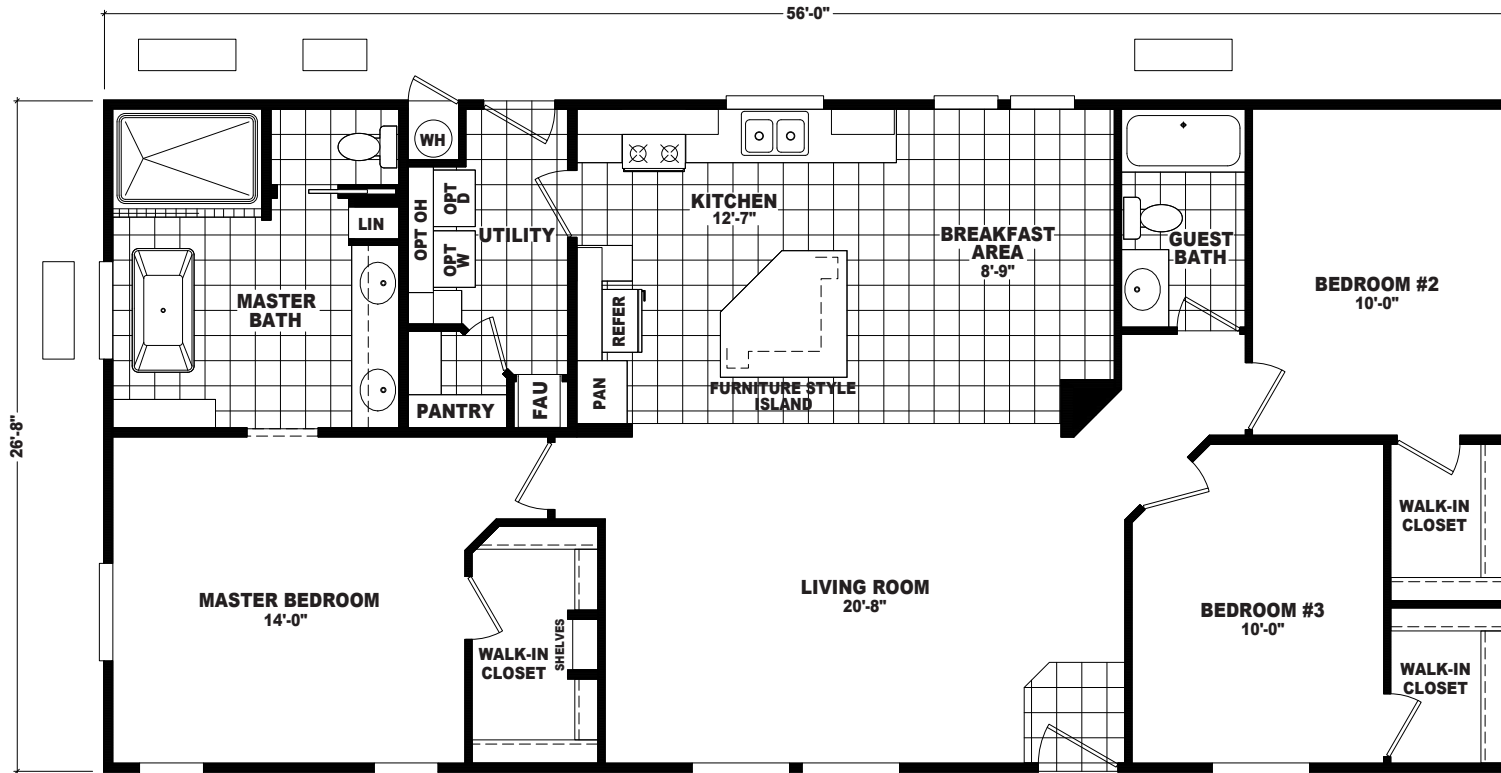 56'-0"
26'-8"
WH
OPT OH
OPT
D
OPT
W
UTILITY
LIN
MASTER
BATH
KITCHEN
12'-7"
BREAKFAST
AREA
8'-9"
GUEST
BATH
BEDROOM #2
10'-0"
REFER
FURNITURE STYLE
ISLAND
PANTRY
FAU
PAN
MASTER BEDROOM
14'-0"
WALK-IN
CLOSET
SHELVES
LIVING ROOM
20'-8"
BEDROOM #3
10'-0"
WALK-IN
CLOSET
WALK-IN
CLOSET